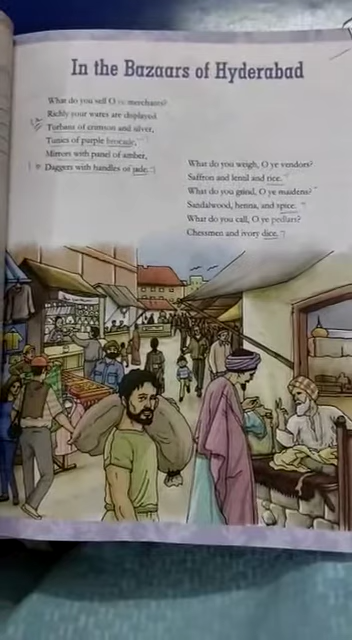 In the Bazaars of Hyderabad
What do you sell O ye merchants?
Richly your wares are displayed
Turbans of crimson and silver,
Tunics of purple brocade,
Mirrors with panel of amber,
Daggers with handles of jade.
What do you weigh, O ye vendors?
Saffron and lentil and rice.
What do you grind, O ye maidens?
Sandalwood, henna, and spice.
What do you call, O ye pedlars?
Chessmen and ivory dice.